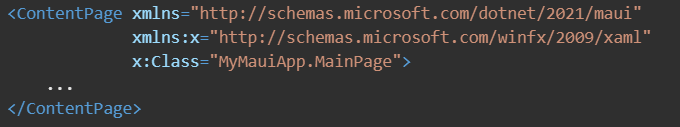 <ContentPage xmlns="http://schemas.microsoft.com/dotnet/2021/maui"
xmlns:x="http://schemas.microsoft.com/winfx/2009/xaml"
x:Class="MyMauiApp.MainPage">
...
</ContentPage>